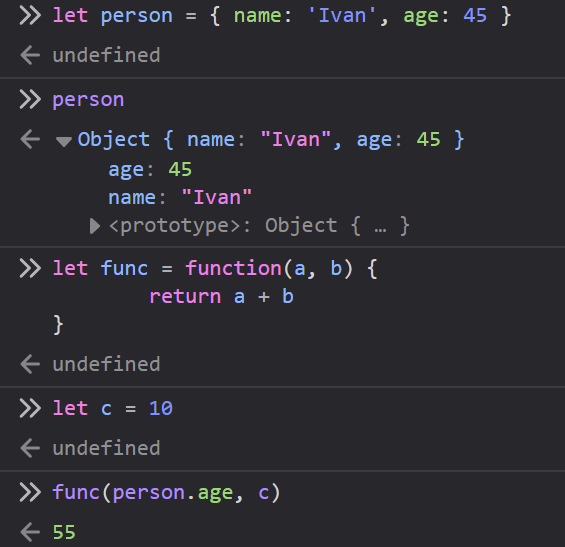 ≫ let person = { name: 'Ivan', age: 45 }
← undefined
≫ person
← ▼Object { name: "Ivan", age: 45 }
age: 45
name: "Ivan"
▶ <prototype>: Object { … }
≫ let func = function(a, b) {
return a + b
}
← undefined
≫ let c = 10
← undefined
≫ func(person.age, c)
← 55